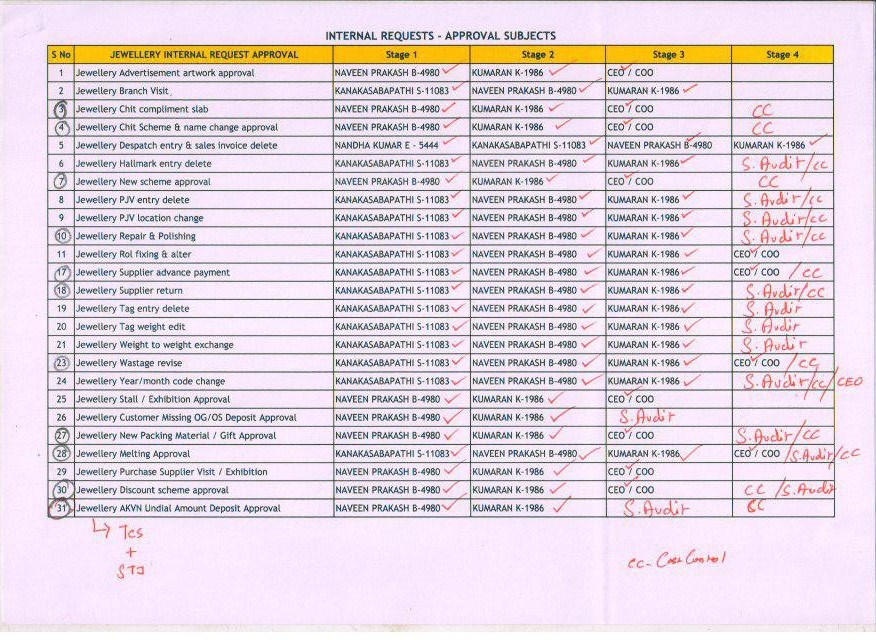 INTERNAL REQUESTS - APPROVAL SUBJECTS
S No JEWELLERY INTERNAL REQUEST APPROVAL Stage 1 Stage 2 Stage 3 Stage 4
1 Jewellery Advertisement artwork approval NAVEEN PRAKASH B-4980 KUMARAN K-1986 CEO / COO
2 Jewellery Branch Visit KANAKASABAPATHI S-11083 NAVEEN PRAKASH B-4980 KUMARAN K-1986
3 Jewellery Chit compliment slab NAVEEN PRAKASH B-4980 KUMARAN K-1986 CEO / COO CC
4 Jewellery Chit Scheme & name change approval NAVEEN PRAKASH B-4980 KUMARAN K-1986 CEO / COO CC
5 Jewellery Despatch entry & sales invoice delete NANDHA KUMAR E - 5444 KANAKASABAPATHI S-11083 NAVEEN PRAKASH B-4980 KUMARAN K-1986
6 Jewellery Hallmark entry delete KANAKASABAPATHI S-11083 NAVEEN PRAKASH B-4980 KUMARAN K-1986 S. Audit/CC
7 Jewellery New scheme approval NAVEEN PRAKASH B-4980 KUMARAN K-1986 CEO / COO CC
8 Jewellery PJV entry delete KANAKASABAPATHI S-11083 NAVEEN PRAKASH B-4980 KUMARAN K-1986 S. Audit/CC
9 Jewellery PJV location change KANAKASABAPATHI S-11083 NAVEEN PRAKASH B-4980 KUMARAN K-1986 S. Audit/CC
10 Jewellery Repair & Polishing KANAKASABAPATHI S-11083 NAVEEN PRAKASH B-4980 KUMARAN K-1986 S. Audit/CC
11 Jewellery Rol fixing & alter KANAKASABAPATHI S-11083 NAVEEN PRAKASH B-4980 KUMARAN K-1986 CEO / COO
17 Jewellery Supplier advance payment KANAKASABAPATHI S-11083 NAVEEN PRAKASH B-4980 KUMARAN K-1986 CEO / COO / CC
18 Jewellery Supplier return KANAKASABAPATHI S-11083 NAVEEN PRAKASH B-4980 KUMARAN K-1986 S. Audit/CC
19 Jewellery Tag entry delete KANAKASABAPATHI S-11083 NAVEEN PRAKASH B-4980 KUMARAN K-1986 S. Audit
20 Jewellery Tag weight edit KANAKASABAPATHI S-11083 NAVEEN PRAKASH B-4980 KUMARAN K-1986 S. Audit
21 Jewellery Weight to weight exchange KANAKASABAPATHI S-11083 NAVEEN PRAKASH B-4980 KUMARAN K-1986 S. Audit
23 Jewellery Wastage revise KANAKASABAPATHI S-11083 NAVEEN PRAKASH B-4980 KUMARAN K-1986 CEO / COO / CC
24 Jewellery Year/month code change KANAKASABAPATHI S-11083 NAVEEN PRAKASH B-4980 KUMARAN K-1986 S. Audit/CC/CEO
25 Jewellery Stall / Exhibition Approval NAVEEN PRAKASH B-4980 KUMARAN K-1986 CEO / COO
26 Jewellery Customer Missing OG/OS Deposit Approval NAVEEN PRAKASH B-4980 KUMARAN K-1986 S. Audit
27 Jewellery New Packing Material / Gift Approval NAVEEN PRAKASH B-4980 KUMARAN K-1986 CEO / COO S. Audit/CC
28 Jewellery Melting Approval KANAKASABAPATHI S-11083 NAVEEN PRAKASH B-4980 KUMARAN K-1986 CEO / COO /S. Audit/CC
29 Jewellery Purchase Supplier Visit / Exhibition NAVEEN PRAKASH B-4980 KUMARAN K-1986 CEO / COO
30 Jewellery Discount scheme approval NAVEEN PRAKASH B-4980 KUMARAN K-1986 CEO / COO CC /S. Audit
31 Jewellery AKVN Undial Amount Deposit Approval NAVEEN PRAKASH B-4980 KUMARAN K-1986 S. Audit CC
↳ TCS
+
STJ
CC - Cost Control